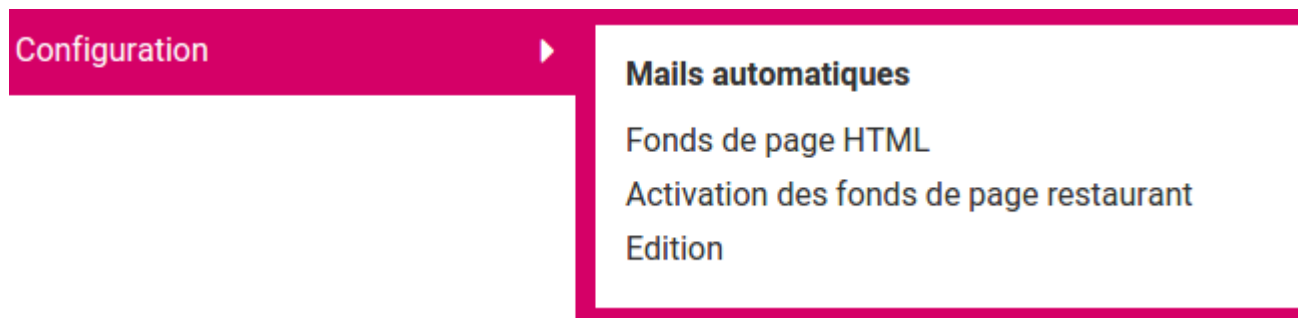 Configuration
Mails automatiques
Fonds de page HTML
Activation des fonds de page restaurant
Edition